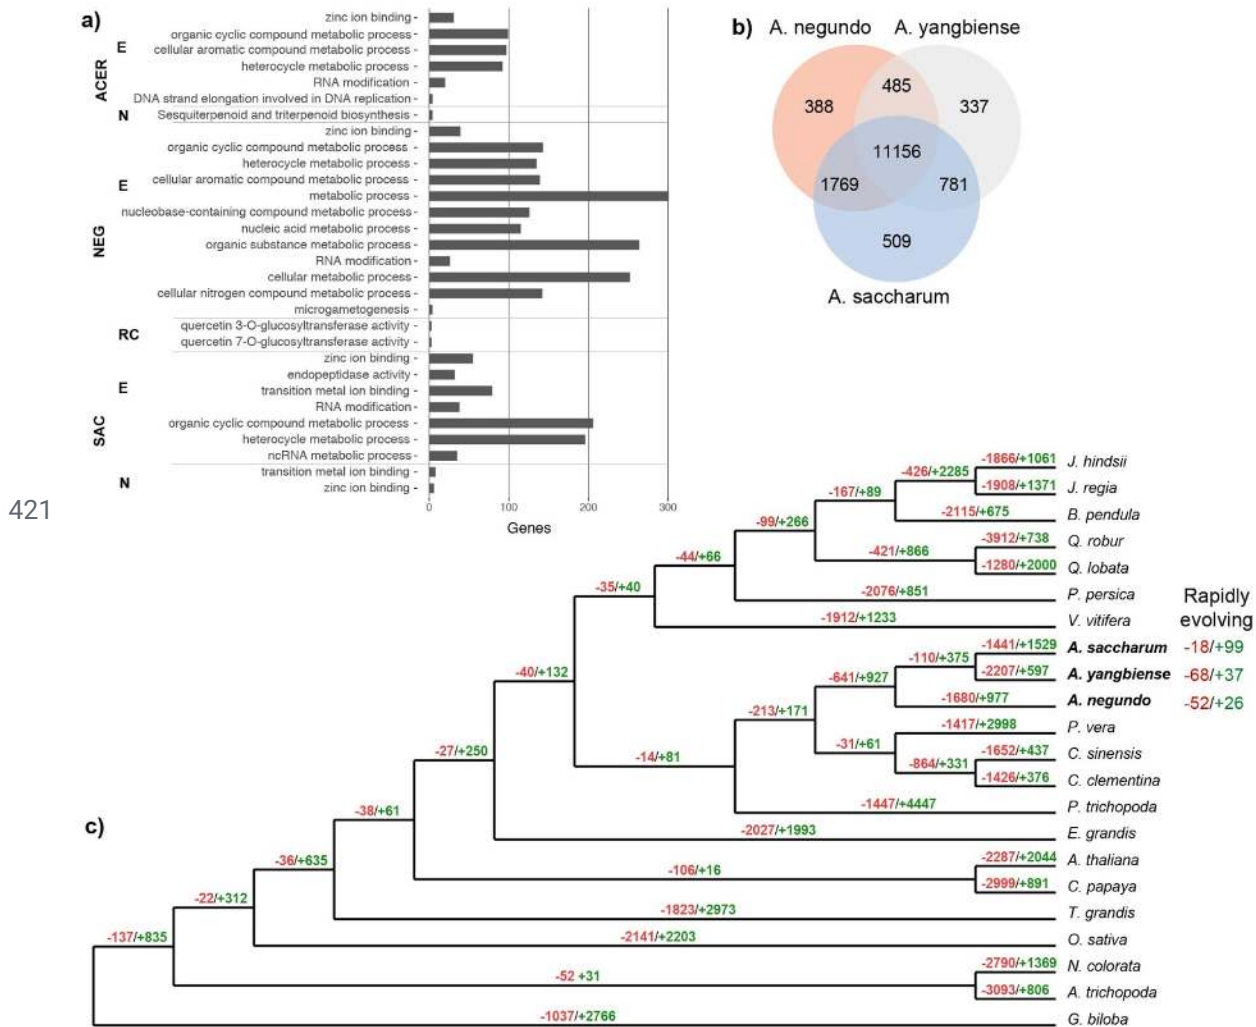 a)
zinc ion binding
organic cyclic compound metabolic process
E
cellular aromatic compound metabolic process
heterocycle metabolic process
ACER
RNA modification
DNA strand elongation involved in DNA replication
N
Sesquiterpenoid and triterpenoid biosynthesis
zinc ion binding
organic cyclic compound metabolic process
heterocycle metabolic process
E
cellular aromatic compound metabolic process
metabolic process
nucleobase-containing compound metabolic process
nucleic acid metabolic process
NEG
organic substance metabolic process
RNA modification
cellular metabolic process
cellular nitrogen compound metabolic process
microgametogenesis
RC
quercetin 3-O-glucosyltransferase activity
quercetin 7-O-glucosyltransferase activity
zinc ion binding
endopeptidase activity
E
transition metal ion binding
RNA modification
SAC
organic cyclic compound metabolic process
heterocycle metabolic process
ncRNA metabolic process
N
transition metal ion binding
zinc ion binding
0 100 200 300
Genes
b)
A. negundo A. yangbiense
485
388 337
11156
1769 781
509
A. saccharum
421
c)
-1866/+1061 J. hindsii
-426/+2285
-1908/+1371 J. regia
-167/+89
-2115/+675 B. pendula
-99/+266
-3912/+738 Q. robur
-421/+866
-1280/+2000 Q. lobata
-44/+66
-2076/+851 P. persica
-35/+40
-1912/+1233 V. vitifera
Rapidly
evolving
-1441/+1529 A. saccharum -18/+99
-110/+375
-2207/+597 A. yangbiense -68/+37
-40/+132
-641/+927
-1680/+977 A. negundo -52/+26
-213/+171
-1417/+2998 P. vera
-31/+61
-1652/+437 C. sinensis
-27/+250
-14/+81
-864/+331
-1426/+376 C. clementina
-1447/+4447 P. trichopoda
-38/+61
-2027/+1993 E. grandis
-36/+635
-2287/+2044 A. thaliana
-106/+16
-2999/+891 C. papaya
-22/+312
-1823/+2973 T. grandis
-137/+835
-2141/+2203 O. sativa
-2790/+1369 N. colorata
-52 +31
-3093/+806 A. trichopoda
-1037/+2766 G. biloba